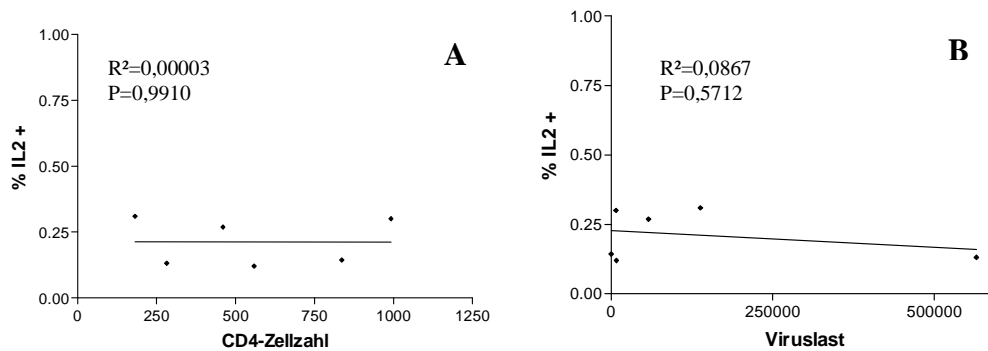 A
R²=0,00003
P=0,9910
% IL2 +
1.00
0.75
0.50
0.25
0.00
0
250
500
750
1000
1250
CD4-Zellzahl
B
R²=0,0867
P=0,5712
% IL2 +
1.00
0.75
0.50
0.25
0.00
0
250000
500000
Viruslast